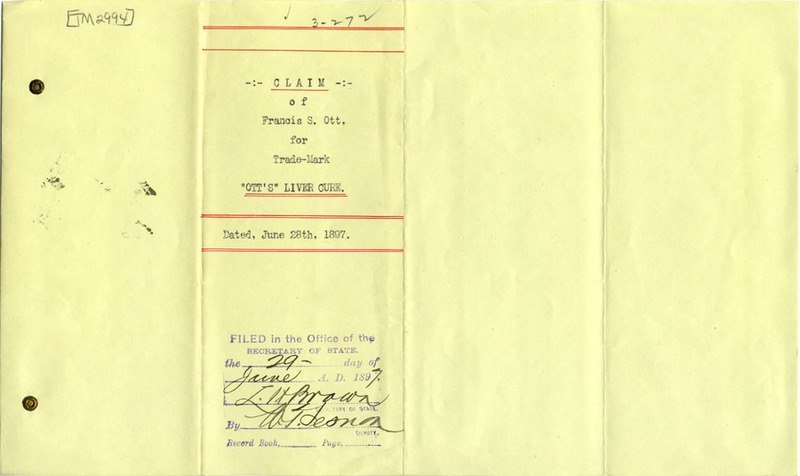 [TM2994]
3-272
-:- CLAIM -:-
of
Francis S. Ott,
for
Trade-Mark
"OTT'S" LIVER CURE.
Dated, June 28th, 1897.
FILED in the Office of the
SECRETARY OF STATE.
the 29- day of
June A. D. 1897.
L. H. Brown
SECRETARY OF STATE.
By
DEPUTY.
Record Book, Page,